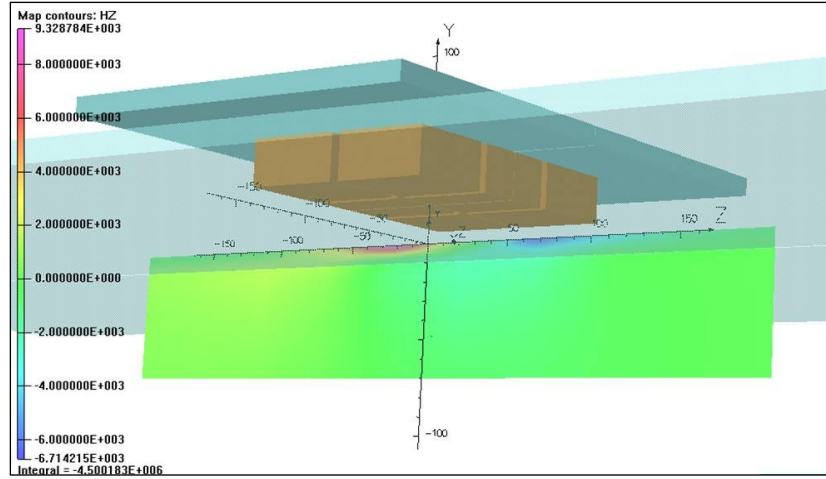 Map contours: HZ
9.328784E+003
8.000000E+003
6.000000E+003
4.000000E+003
2.000000E+003
0.000000E+000
-2.000000E+003
-4.000000E+003
-6.000000E+003
-6.714215E+003
Integral = -4.500183E+006
Y
100
-150
-100
-50
Y
Z
-150
-100
-50
50
100
150
Z
-100